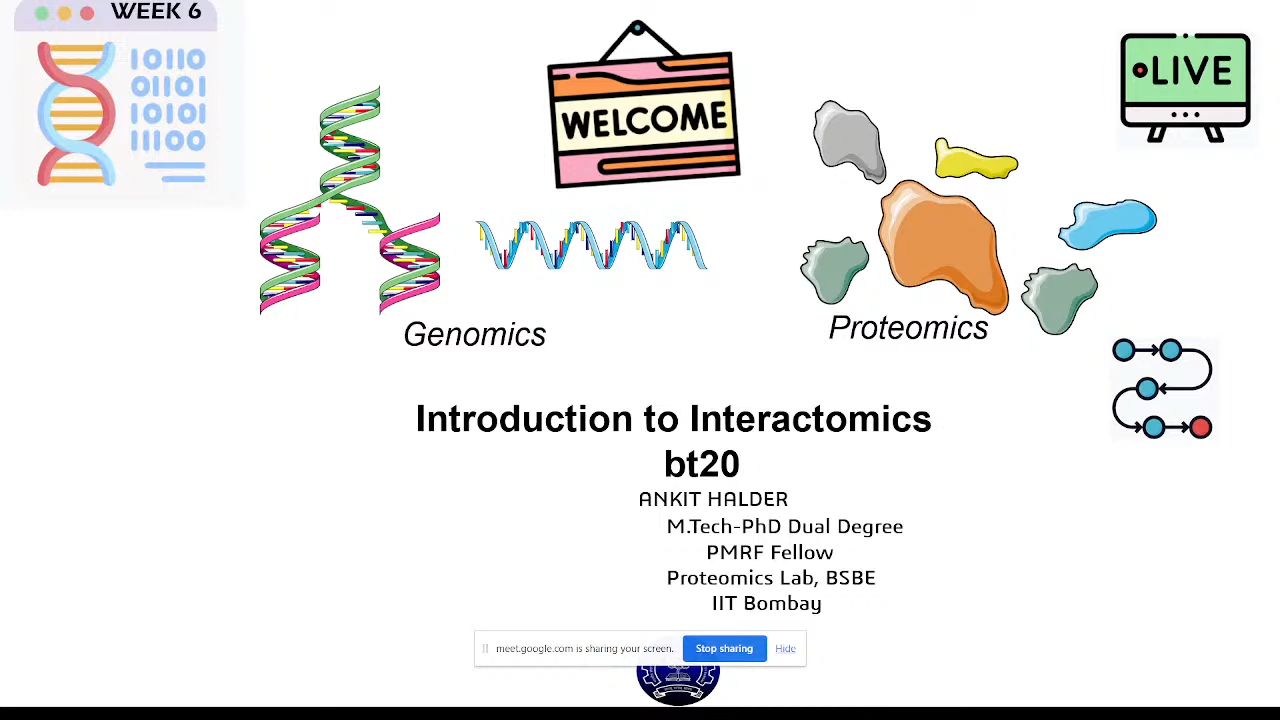 WEEK 6
10110
01101
10101
11100
WELCOME
LIVE
Genomics
Proteomics
Introduction to Interactomics
bt20
ANKIT HALDER
M.Tech-PhD Dual Degree
PMRF Fellow
Proteomics Lab, BSBE
IIT Bombay
meet.google.com is sharing your screen. Stop sharing Hide